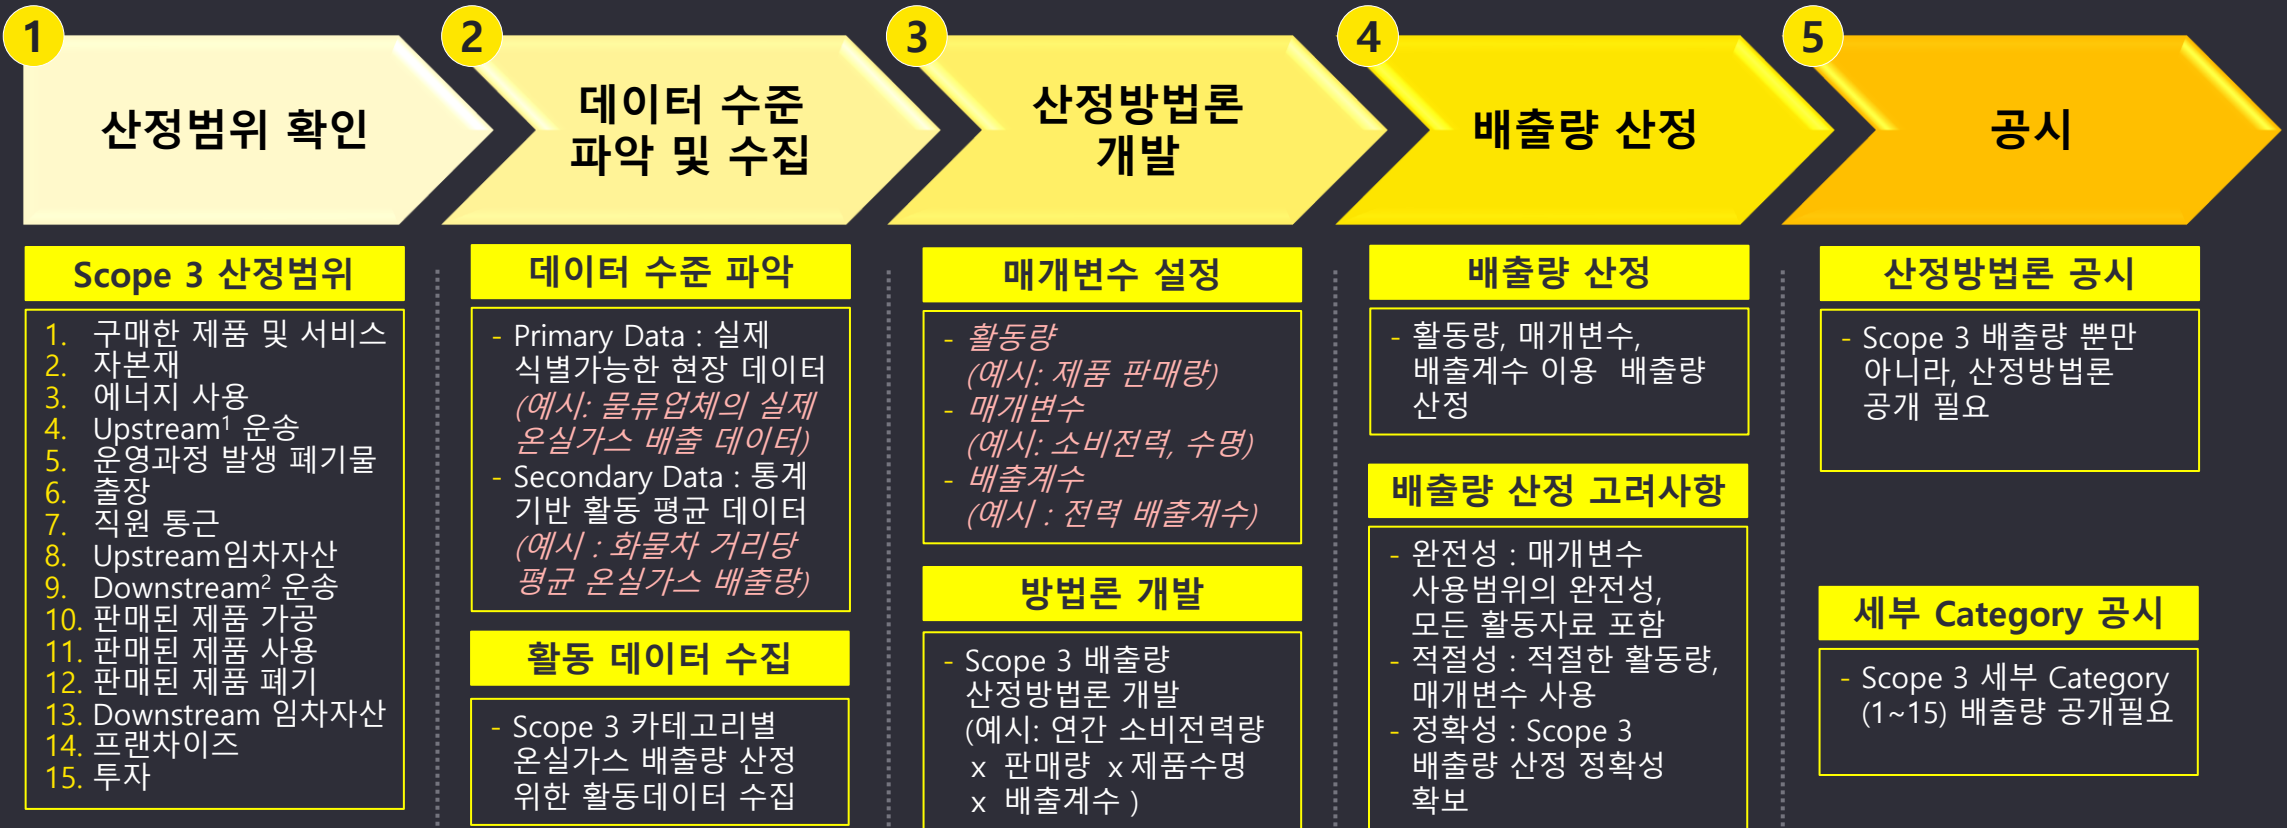 1
산정범위 확인
Scope 3 산정범위
1. 구매한 제품 및 서비스
2. 자본재
3. 에너지 사용
4. Upstream¹ 운송
5. 운영과정 발생 폐기물
6. 출장
7. 직원 통근
8. Upstream임차자산
9. Downstream² 운송
10. 판매된 제품 가공
11. 판매된 제품 사용
12. 판매된 제품 폐기
13. Downstream 임차자산
14. 프랜차이즈
15. 투자
2
데이터 수준
파악 및 수집
데이터 수준 파악
- Primary Data : 실제
식별가능한 현장 데이터
(예시: 물류업체의 실제
온실가스 배출 데이터)
- Secondary Data : 통계
기반 활동 평균 데이터
(예시 : 화물차 거리당
평균 온실가스 배출량)
활동 데이터 수집
- Scope 3 카테고리별
온실가스 배출량 산정
위한 활동데이터 수집
3
산정방법론
개발
매개변수 설정
- 활동량
(예시: 제품 판매량)
- 매개변수
(예시: 소비전력, 수명)
- 배출계수
(예시 : 전력 배출계수)
방법론 개발
- Scope 3 배출량
산정방법론 개발
(예시: 연간 소비전력량
x 판매량 x 제품수명
x 배출계수 )
4
배출량 산정
배출량 산정
- 활동량, 매개변수,
배출계수 이용 배출량
산정
배출량 산정 고려사항
- 완전성 : 매개변수
사용범위의 완전성,
모든 활동자료 포함
- 적절성 : 적절한 활동량,
매개변수 사용
- 정확성 : Scope 3
배출량 산정 정확성
확보
5
공시
산정방법론 공시
- Scope 3 배출량 뿐만
아니라, 산정방법론
공개 필요
세부 Category 공시
- Scope 3 세부 Category
(1~15) 배출량 공개필요